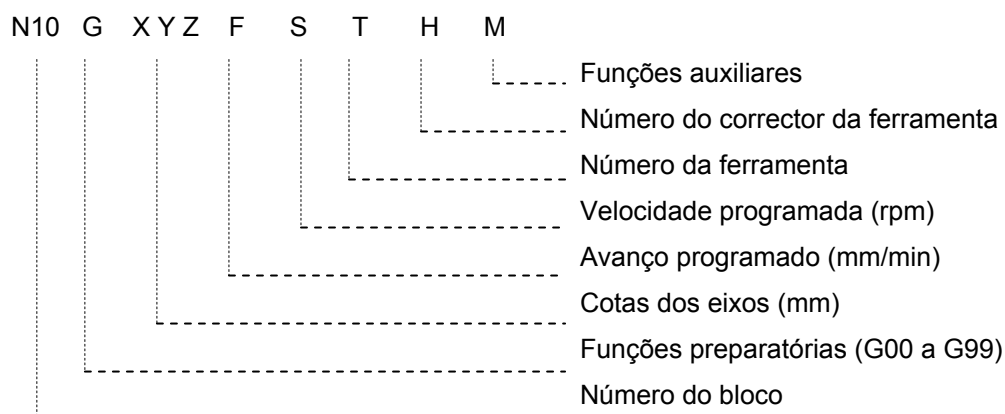 N10 G X Y Z F S T H M
Funções auxiliares
Número do corrector da ferramenta
Número da ferramenta
Velocidade programada (rpm)
Avanço programado (mm/min)
Cotas dos eixos (mm)
Funções preparatórias (G00 a G99)
Número do bloco